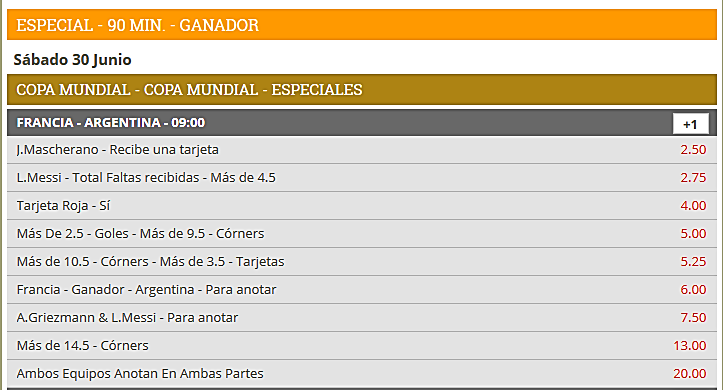 ESPECIAL - 90 MIN. - GANADOR
Sábado 30 Junio
COPA MUNDIAL - COPA MUNDIAL - ESPECIALES
FRANCIA - ARGENTINA - 09:00 +1
J.Mascherano - Recibe una tarjeta 2.50
L.Messi - Total Faltas recibidas - Más de 4.5 2.75
Tarjeta Roja - Sí 4.00
Más De 2.5 - Goles - Más de 9.5 - Córners 5.00
Más de 10.5 - Córners - Más de 3.5 - Tarjetas 5.25
Francia - Ganador - Argentina - Para anotar 6.00
A.Griezmann & L.Messi - Para anotar 7.50
Más de 14.5 - Córners 13.00
Ambos Equipos Anotan En Ambas Partes 20.00